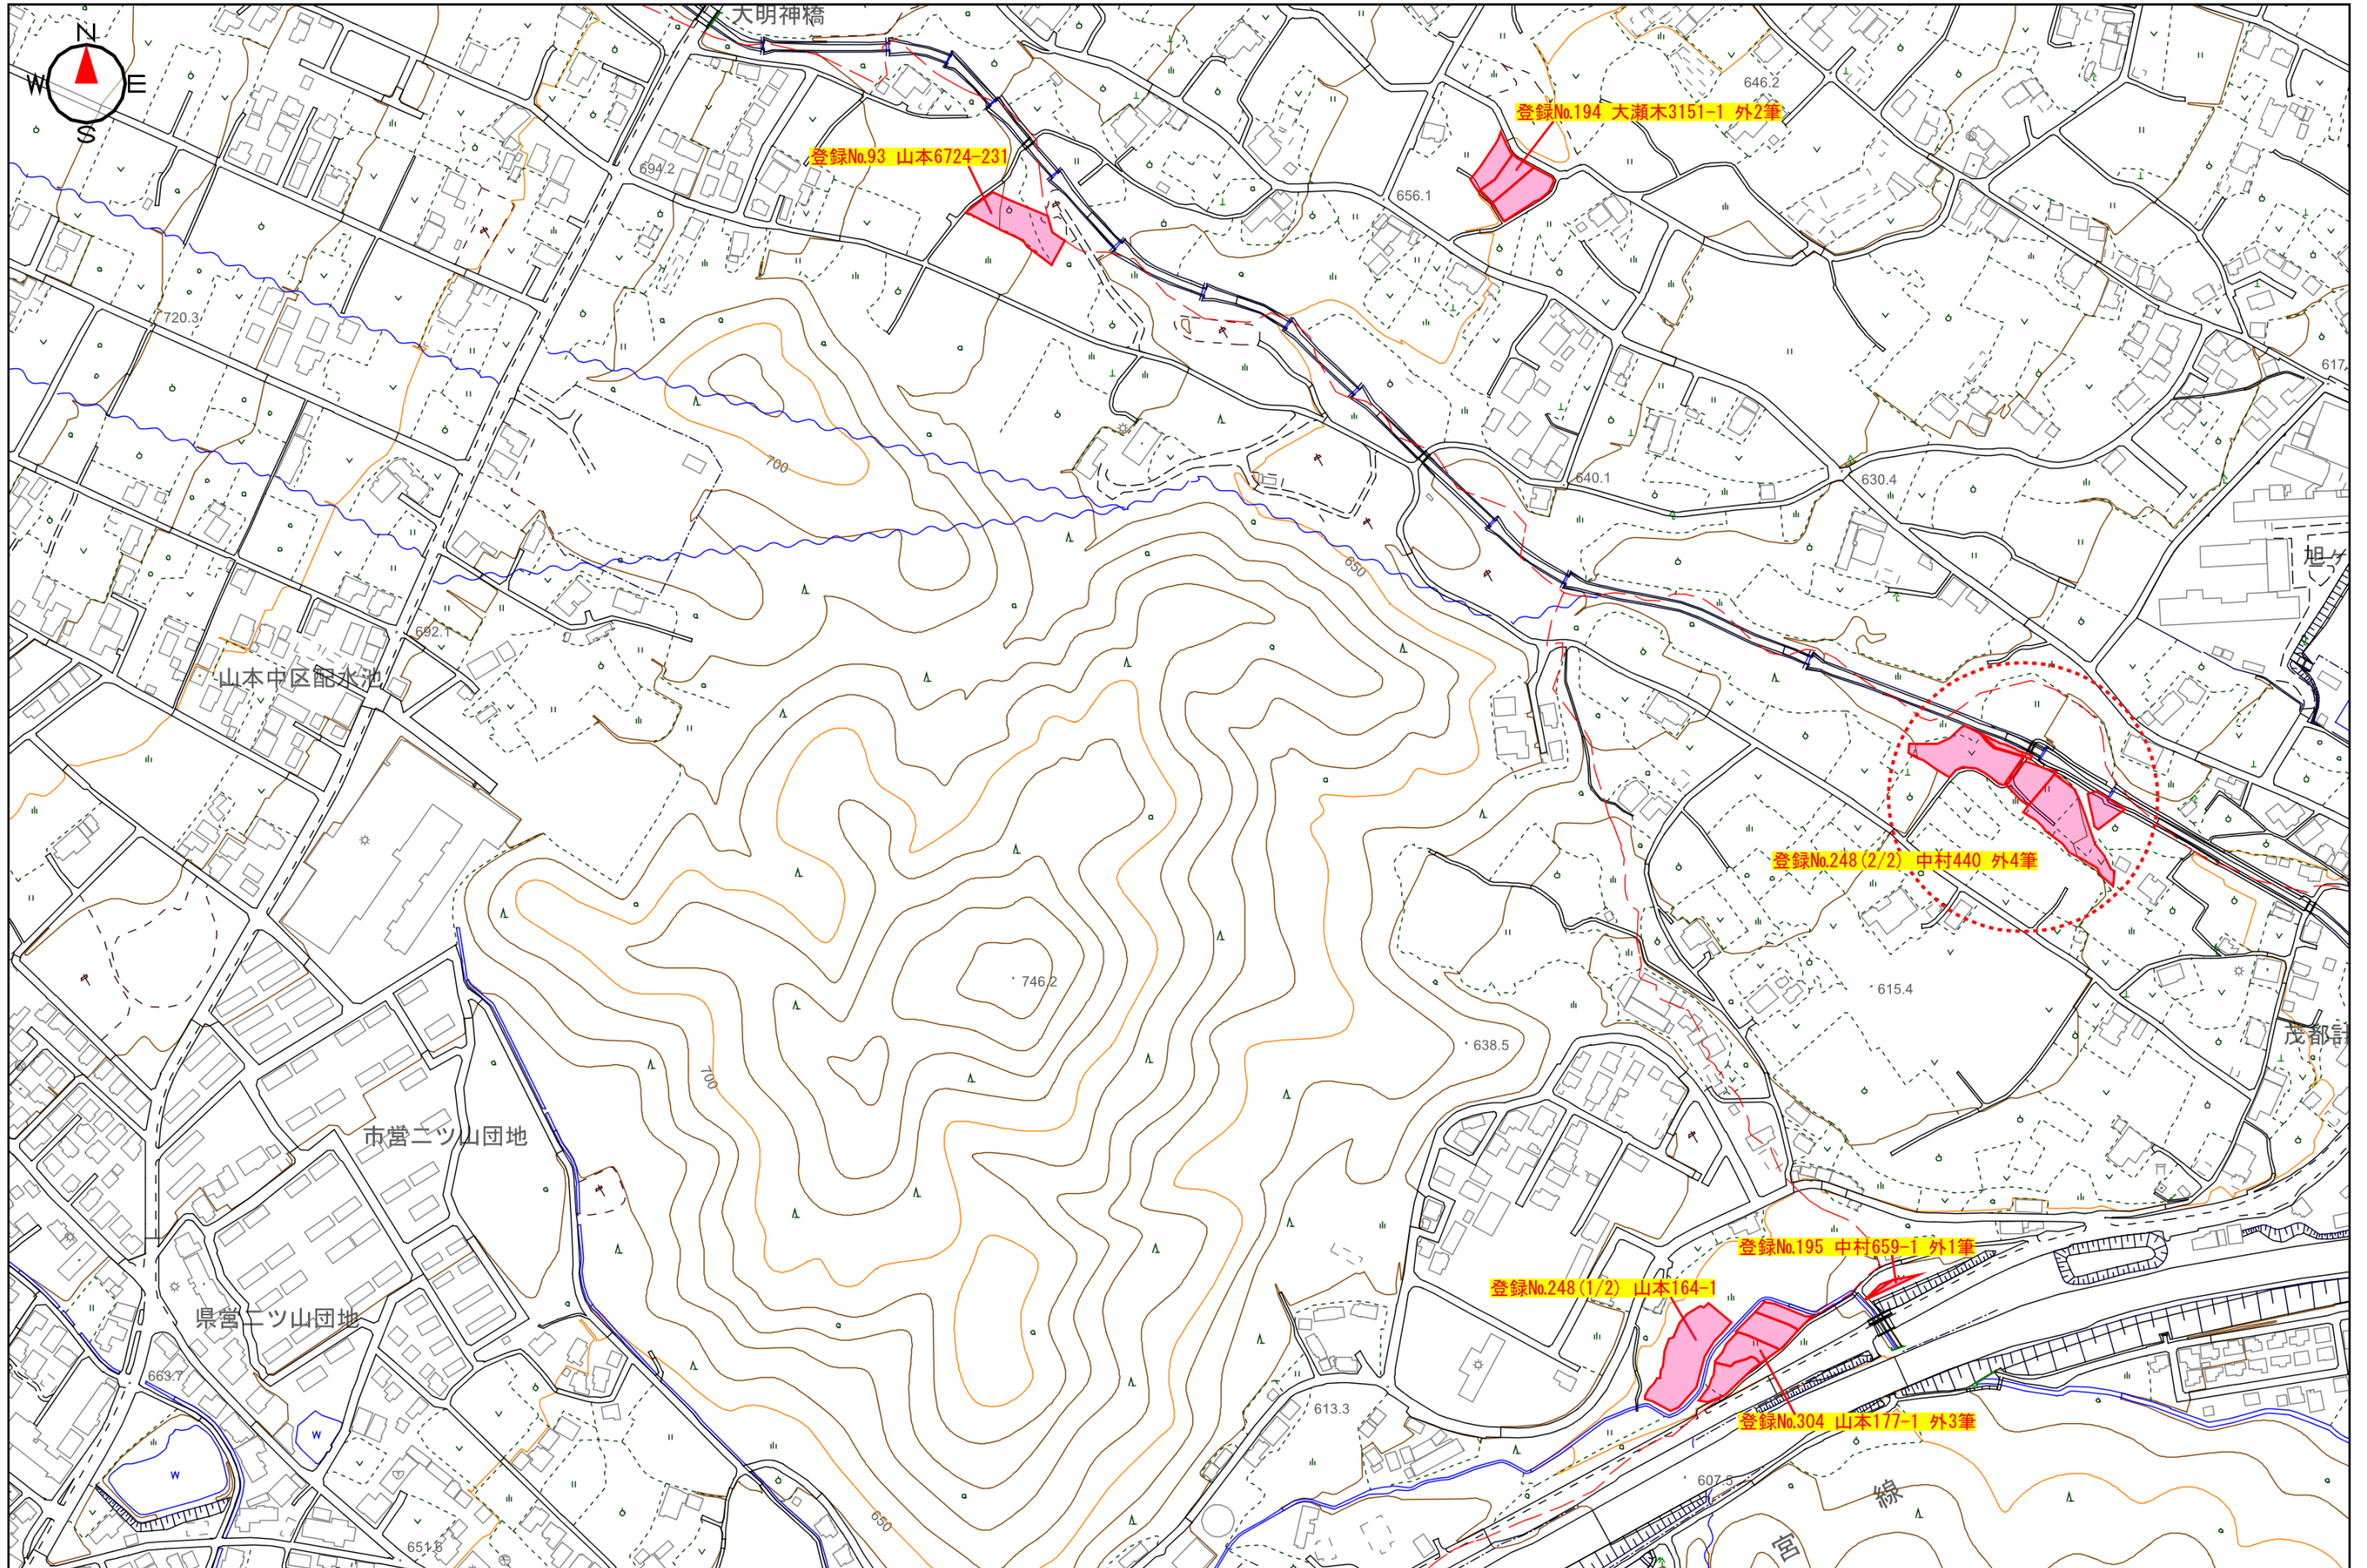 大明神橋
N
W
E
S
646.2
登録No.194 大瀬木3151-1 外2筆
登録No.93 山本6724-231
694.2
656.1
720.3
617.
700
640.1
630.4
650
旭ケ
692.1
山本中区配水池
登録No.248(2/2) 中村440 外4筆
746.2
615.4
茂都計
638.5
700
市営二ツ山団地
登録No.195 中村659-1 外1筆
登録No.248(1/2) 山本164-1
県営二ツ山団地
663.7
613.3
登録No.304 山本177-1 外3筆
W
W
607.5
線
650
651.6
宮